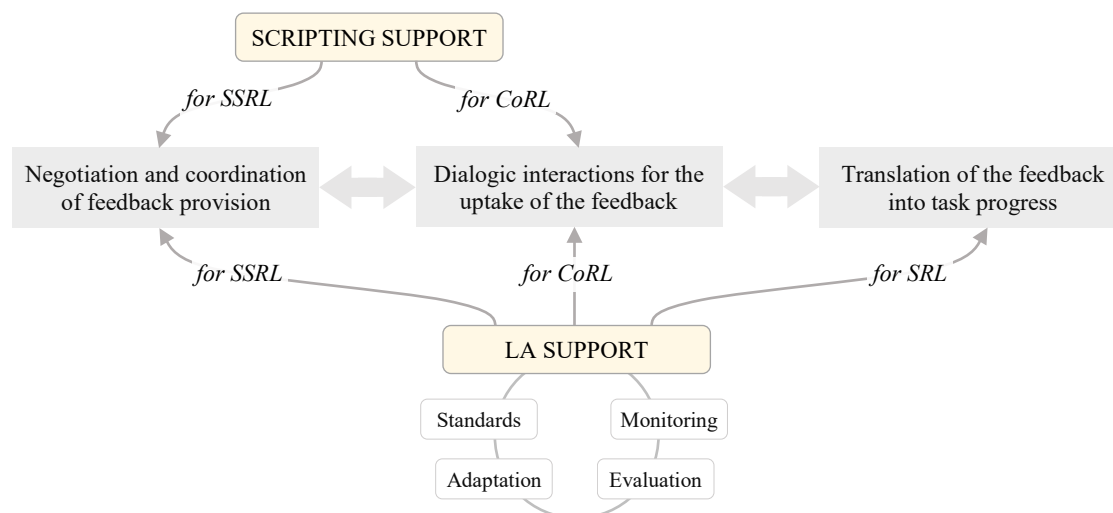 SCRIPTING SUPPORT
for SSRL
for CoRL
Negotiation and coordination
of feedback provision
Dialogic interactions for the
uptake of the feedback
Translation of the feedback
into task progress
for SSRL
for CoRL
for SRL
LA SUPPORT
Standards
Monitoring
Adaptation
Evaluation